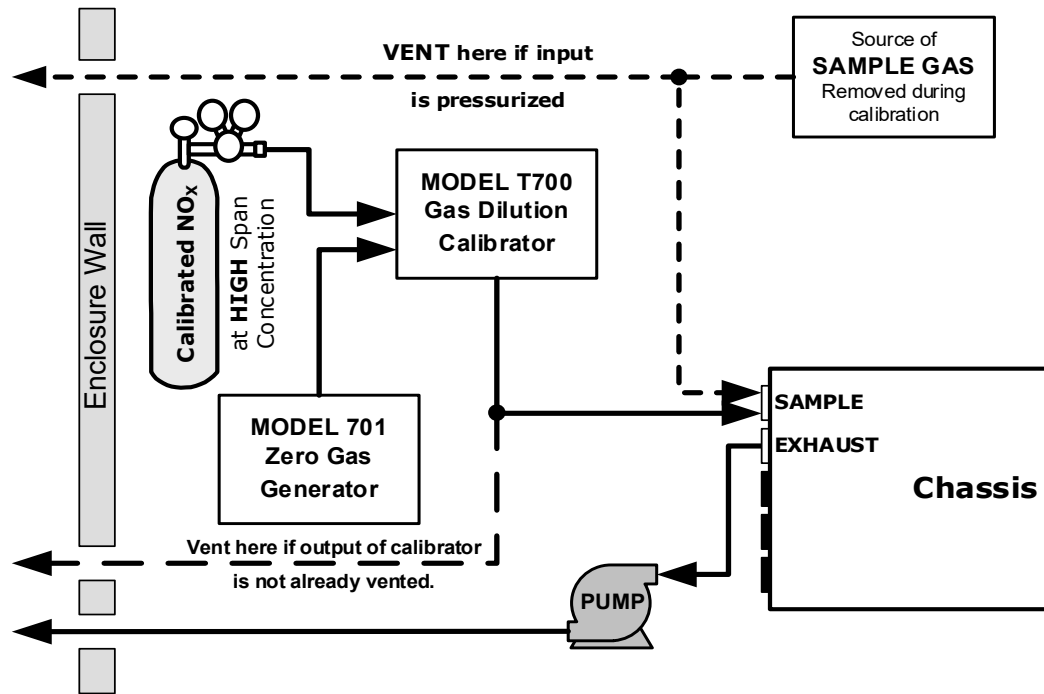 VENT here if input
is pressurized
Source of
SAMPLE GAS
Removed during
calibration
Enclosure Wall
Calibrated NOX
at HIGH Span
Concentration
MODEL T700
Gas Dilution
Calibrator
MODEL 701
Zero Gas
Generator
SAMPLE
EXHAUST
Chassis
Vent here if output of calibrator
is not already vented.
PUMP